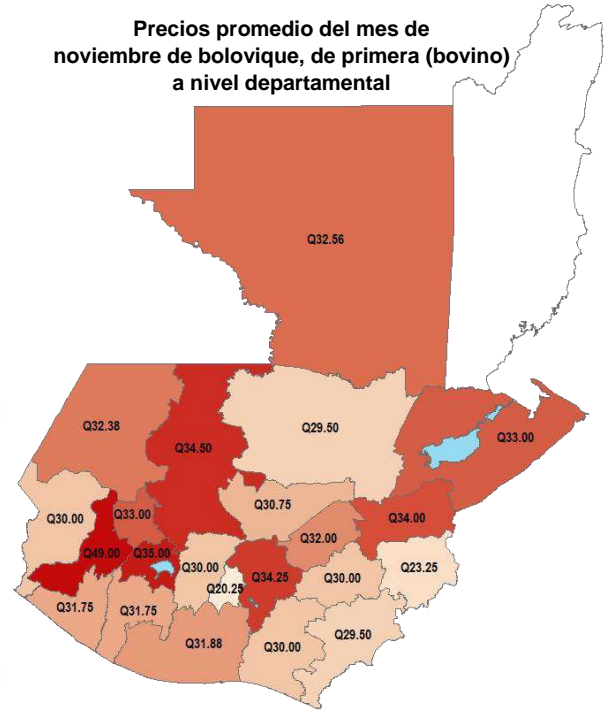 Precios promedio del mes de
noviembre de bolovique, de primera (bovino)
a nivel departamental
Q32.56
Q32.38
Q34.50
Q29.50
Q33.00
Q30.00
Q33.00
Q30.75
Q34.00
Q32.00
Q49.00
Q35.00
Q30.00
Q20.25
Q34.25
Q30.00
Q23.25
Q31.75
Q31.75
Q31.88
Q30.00
Q29.50